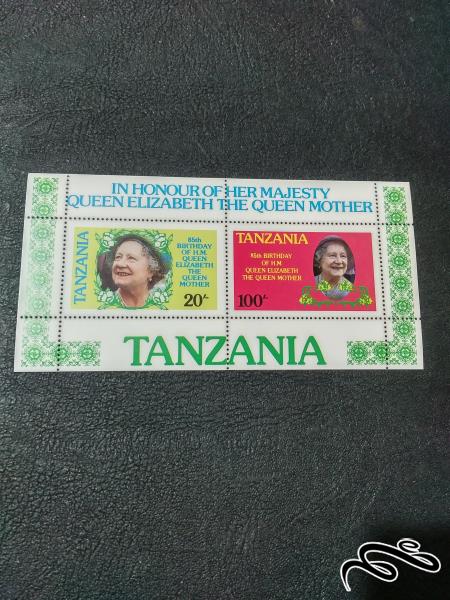 IN HONOUR OF HER MAJESTY
QUEEN ELIZABETH THE QUEEN MOTHER
TANZANIA
85th
BIRTHDAY
OF H.M.
QUEEN
ELIZABETH
THE
QUEEN
MOTHER
20/-
TANZANIA
85th BIRTHDAY
OF H.M.
QUEEN ELIZABETH
THE QUEEN MOTHER
100/-
TANZANIA